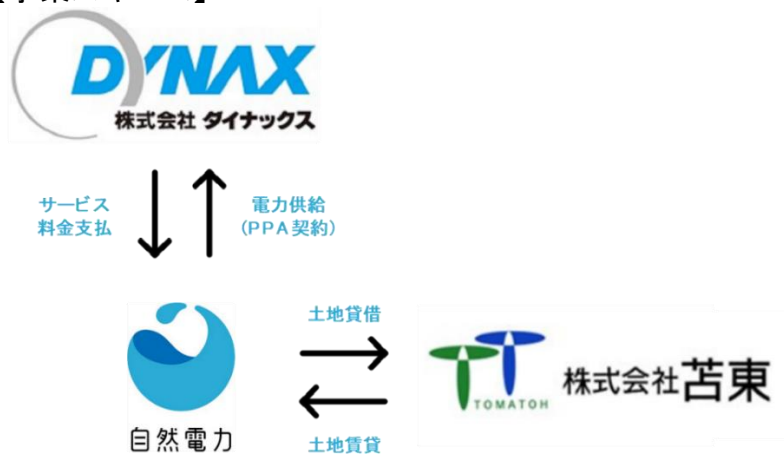 DYNAX
株式会社 ダイナックス
サービス
料金支払
電力供給
(PPA契約)
土地貸借
自然電力
土地賃貸
TT
TOMATOH
株式会社苫東